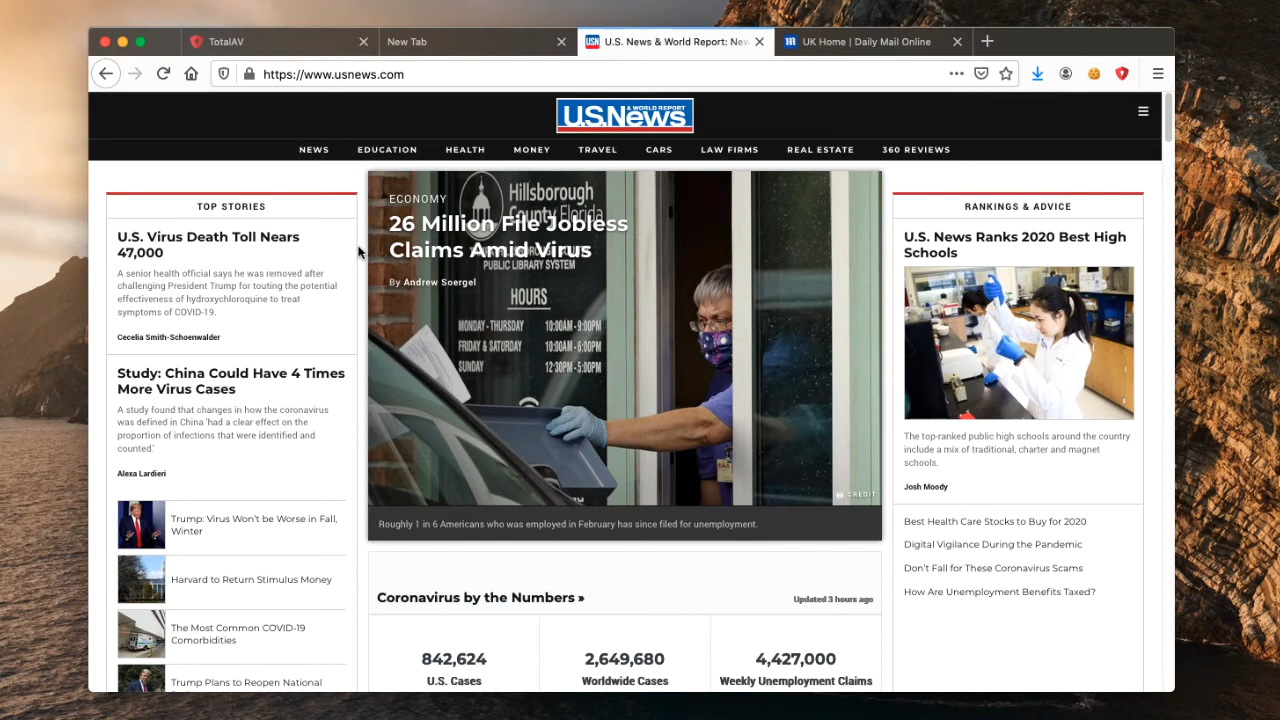 TotalAV
New Tab
U.S. News & World Report: New
UK Home | Daily Mail Online
https://www.usnews.com
U.S.News
& WORLD REPORT
NEWS
EDUCATION
HEALTH
MONEY
TRAVEL
CARS
LAW FIRMS
REAL ESTATE
360 REVIEWS
TOP STORIES
U.S. Virus Death Toll Nears
47,000
A senior health official says he was removed after
challenging President Trump for touting the potential
effectiveness of hydroxychloroquine to treat
symptoms of COVID-19.
Cecelia Smith-Schoenwalder
Study: China Could Have 4 Times
More Virus Cases
A study found that changes in how the coronavirus
was defined in China 'had a clear effect on the
proportion of infections that were identified and
counted.'
Alexa Lardieri
Trump: Virus Won't be Worse in Fall,
Winter
Harvard to Return Stimulus Money
The Most Common COVID-19
Comorbidities
Trump Plans to Reopen National
ECONOMY
26 Million File Jobless
Claims Amid Virus
By Andrew Soergel
Hillsborough
County Florida
PUBLIC LIBRARY SYSTEM
HOURS
MONDAY-THURSDAY 10:00AM-9:00PM
FRIDAY & SATURDAY 10:00AM-6:00PM
SUNDAY 12:30PM-5:00PM
CREDIT
Roughly 1 in 6 Americans who was employed in February has since filed for unemployment.
Coronavirus by the Numbers »
Updated 3 hours ago
842,624
U.S. Cases
2,649,680
Worldwide Cases
4,427,000
Weekly Unemployment Claims
RANKINGS & ADVICE
U.S. News Ranks 2020 Best High
Schools
The top-ranked public high schools around the country
include a mix of traditional, charter and magnet
schools.
Josh Moody
Best Health Care Stocks to Buy for 2020
Digital Vigilance During the Pandemic
Don't Fall for These Coronavirus Scams
How Are Unemployment Benefits Taxed?